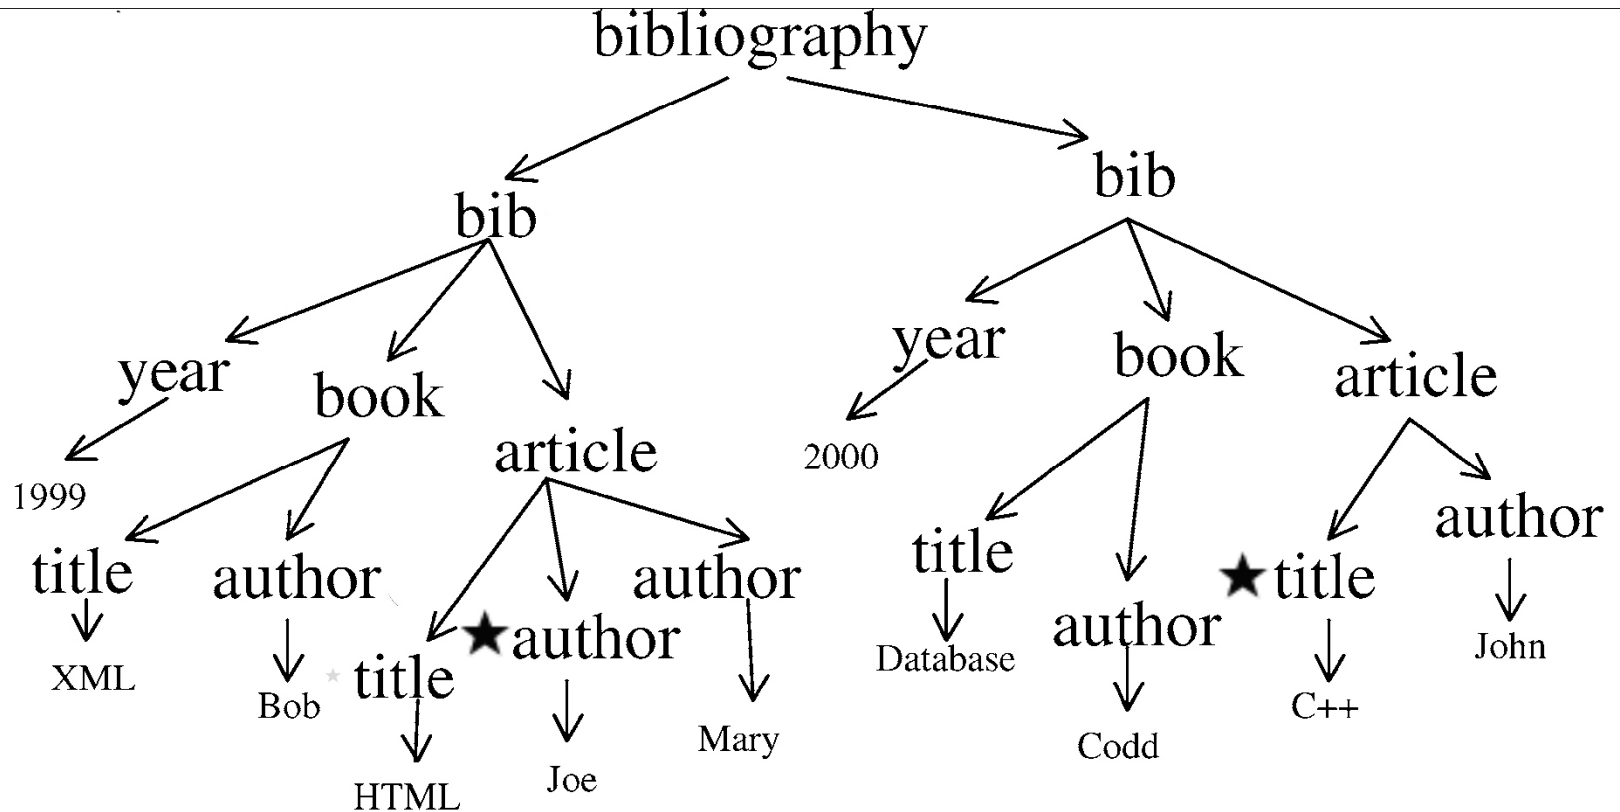 bibliography
bib
bib
year
book
article
year
book
article
1999
2000
title
author
title
author
author
title
author
title
author
author
XML
Bob
HTML
Joe
Mary
Database
Codd
C++
John